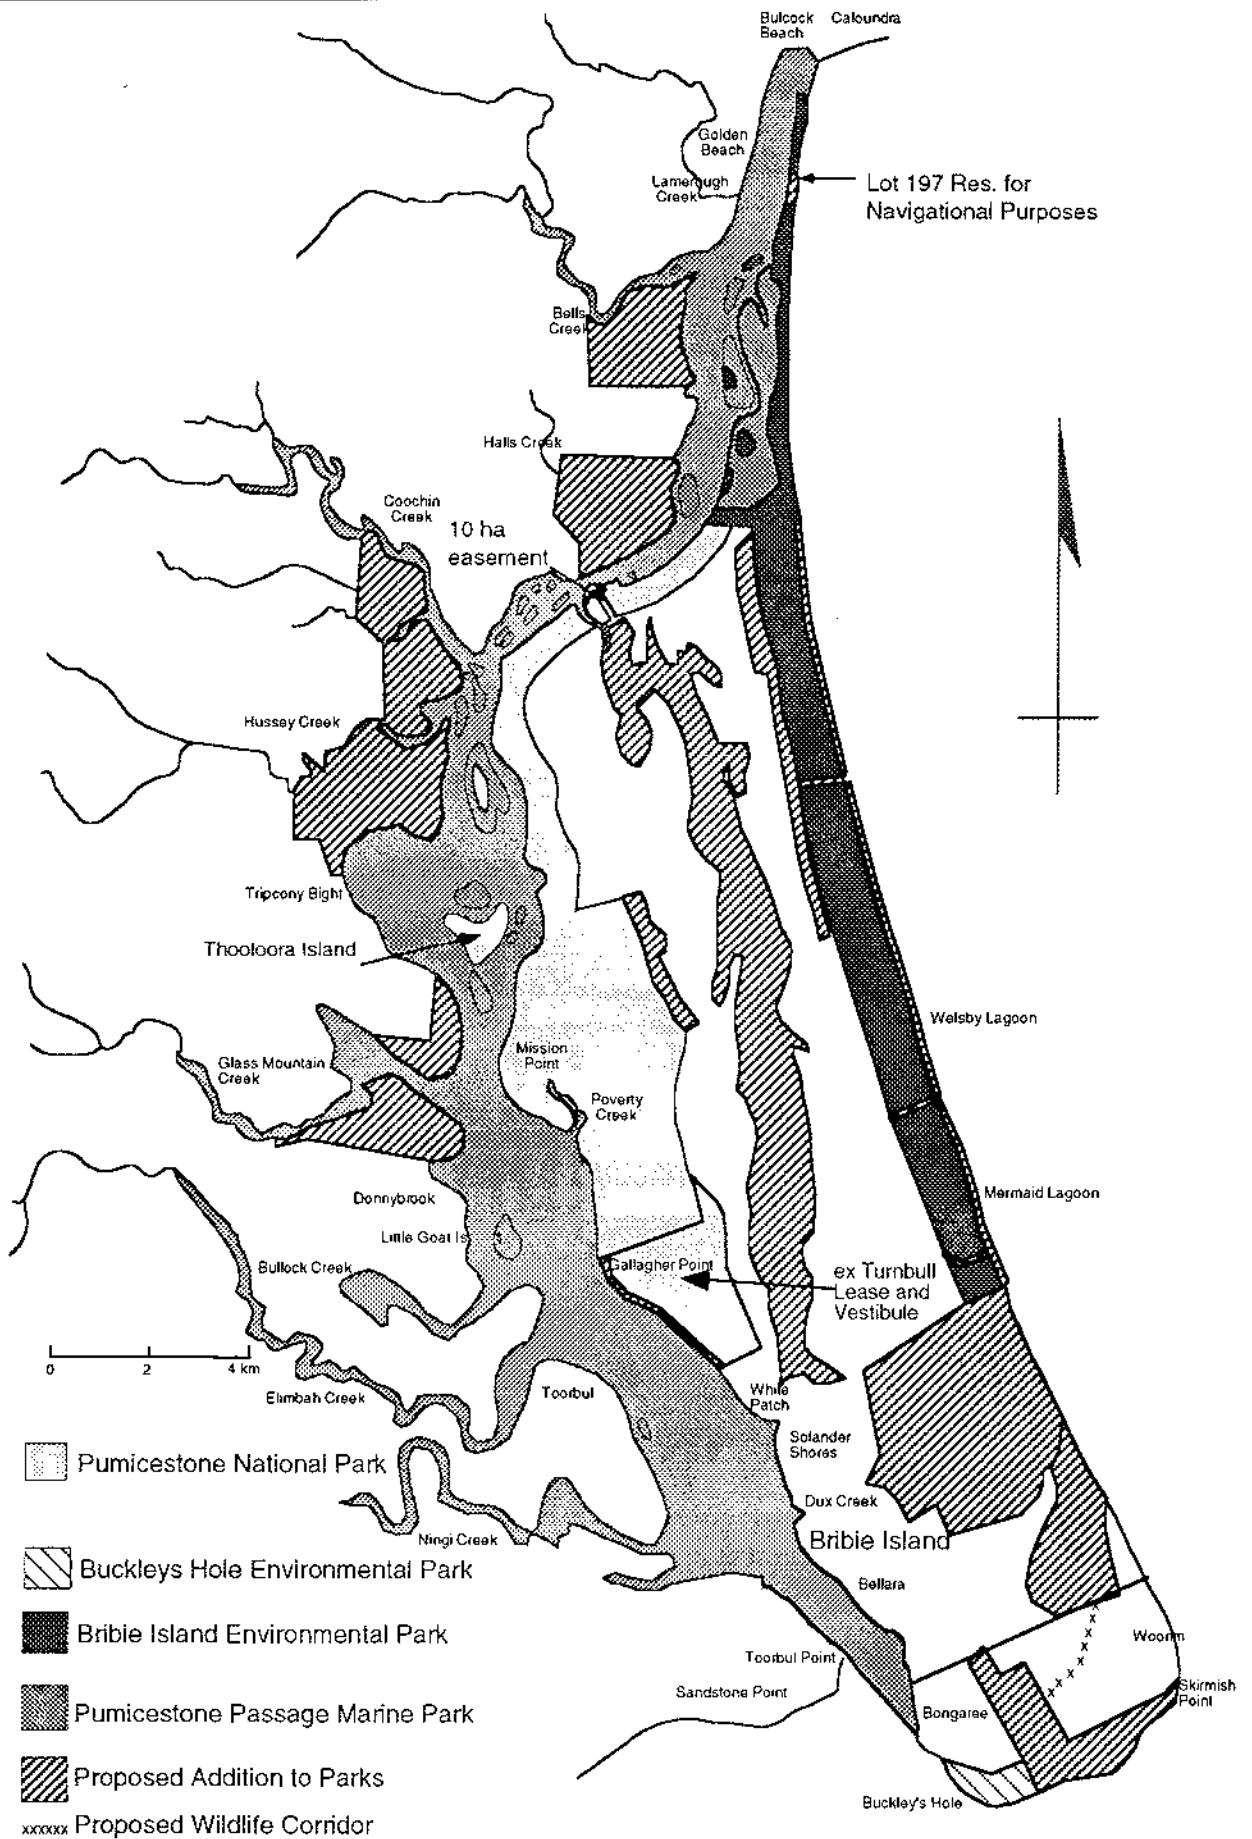 Bulcock Caloundra
Beach
Golden
Beach
Lamerough
Creek
Lot 197 Res. for
Navigational Purposes
Bells
Creek
Halls Creek
Coochin
Creek
10 ha
easement
Hussey Creek
Tripcony Bight
Thooloora Island
Welsby Lagoon
Mission
Point
Glass Mountain
Creek
Poverty
Creek
Mermaid Lagoon
Donnybrook
Little Goat Is
Bullock Creek
Gallagher Point
ex Turnbull
Lease and
Vestibule
0 2 4 km
Elimbah Creek
Toorbul
White
Patch
Solander
Shores
Pumicestone National Park
Dux Creek
Ningi Creek
Bribie Island
Buckleys Hole Environmental Park
Bellara
Bribie Island Environmental Park
Woorim
Toorbul Point
Skirmish
Point
Sandstone Point
Bongaree
Pumicestone Passage Marine Park
Proposed Addition to Parks
Buckley's Hole
xxxxxx Proposed Wildlife Corridor